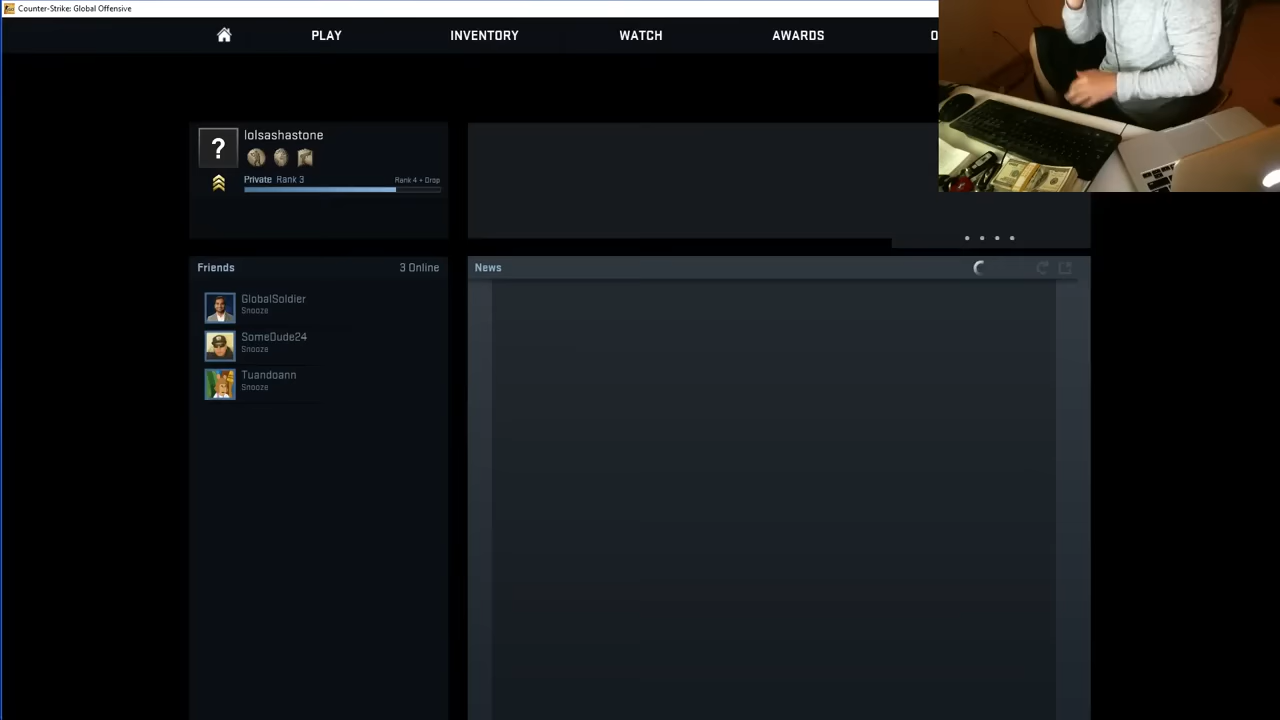 Counter-Strike: Global Offensive
PLAY
INVENTORY
WATCH
AWARDS
lolsashastone
Private Rank 3
Rank 4 + Drop
Friends
3 Online
News
GlobalSoldier
Snooze
SomeDude24
Snooze
Tuandoann
Snooze